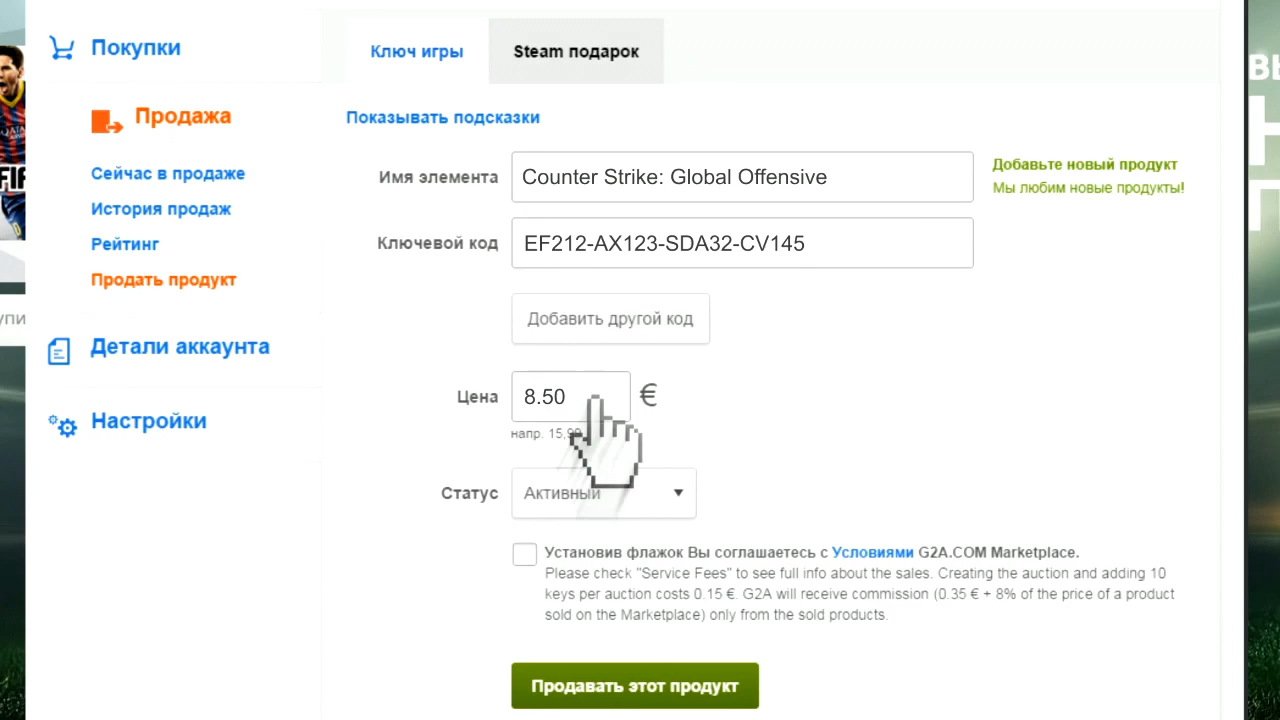 Покупки
Продажа
Сейчас в продаже
История продаж
Рейтинг
Продать продукт
Детали аккаунта
Настройки
Ключ игры
Steam подарок
Показывать подсказки
Имя элемента
Counter Strike: Global Offensive
Добавьте новый продукт
Мы любим новые продукты!
Ключевой код
EF212-AX123-SDA32-CV145
Добавить другой код
Цена
8.50
€
напр.
Статус
Активный
Установив флажок Вы соглашаетесь с Условиями G2A.COM Marketplace.
Please check "Service Fees" to see full info about the sales. Creating the auction and adding 10
keys per auction costs 0.15 €. G2A will receive commission (0.35 € + 8% of the price of a product
sold on the Marketplace) only from the sold products.
Продавать этот продукт